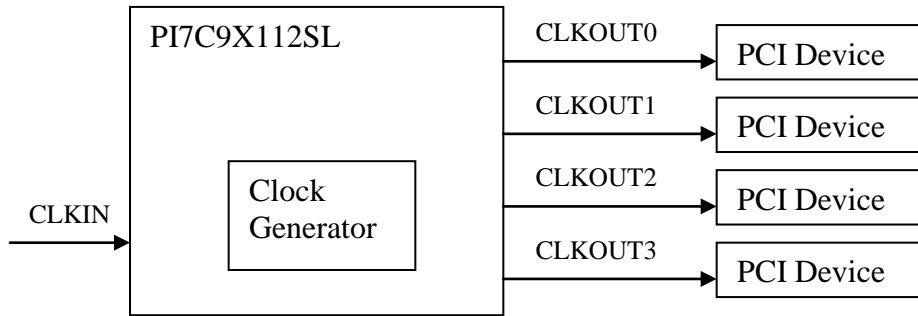 PI7C9X112SL
CLKOUT0
PCI Device
CLKOUT1
PCI Device
Clock
Generator
CLKOUT2
PCI Device
CLKIN
CLKOUT3
PCI Device